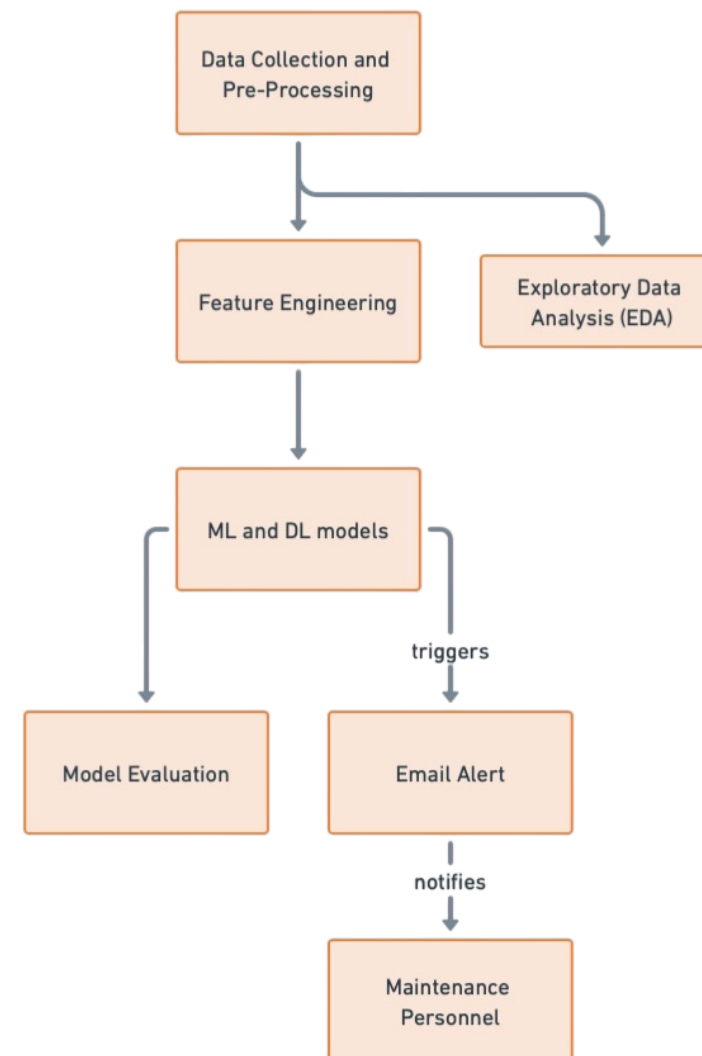 Data Collection and
Pre-Processing
Feature Engineering
Exploratory Data
Analysis (EDA)
ML and DL models
triggers
Model Evaluation
Email Alert
notifies
Maintenance
Personnel